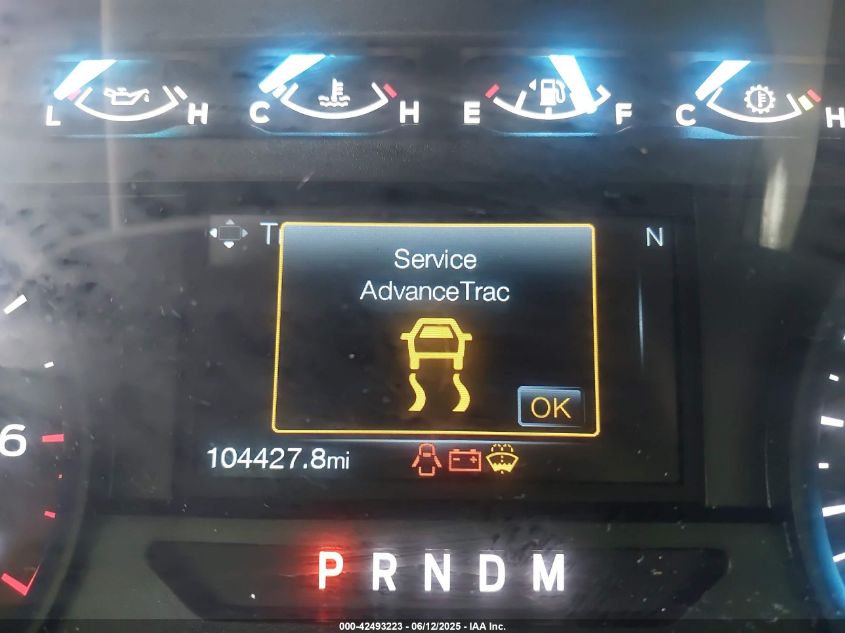 L H C H E F C H
T N
Service
AdvanceTrac
OK
6
104427.8mi
P R N D M
000-42493223 - 06/12/2025 - IAA Inc.